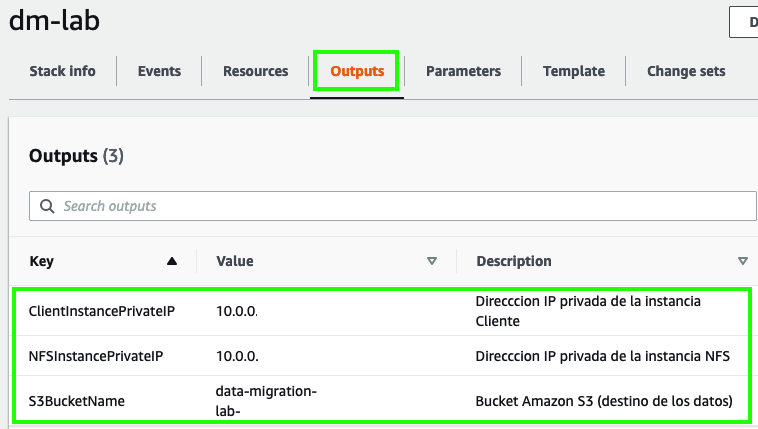 dm-lab
D
Stack info Events Resources Outputs Parameters Template Change sets
Outputs (3)
Search outputs
Key Value Description
ClientInstancePrivateIP 10.0.0. Direcccion IP privada de la instancia
Cliente
NFSInstancePrivateIP 10.0.0. Direcccion IP privada de la instancia NFS
S3BucketName data-migration- Bucket Amazon S3 (destino de los datos)
lab-